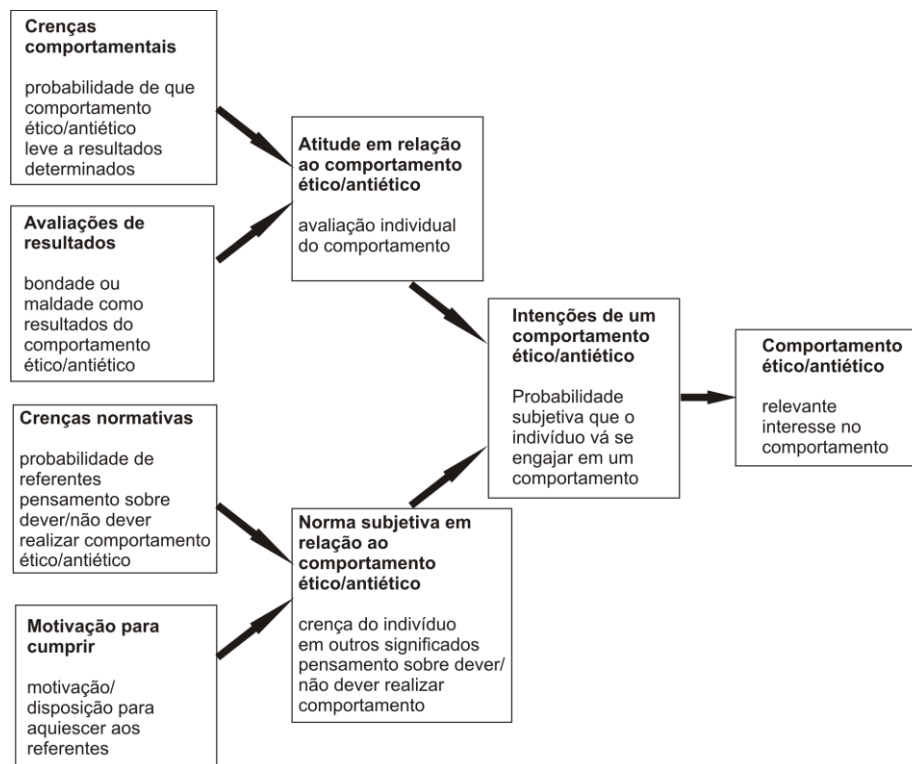 Crenças
comportamentais
probabilidade de que
comportamento
ético/antiético
leve a resultados
determinados
Avaliações de
resultados
bondade ou
maldade como
resultados do
comportamento
ético/antiético
Crenças normativas
probabilidade de
referentes
pensamento sobre
dever/não dever
realizar comportamento
ético/antiético
Motivação para
cumprir
motivação/
disposição para
aquiescer aos
referentes
Atitude em relação
ao comportamento
ético/antiético
avaliação individual
do comportamento
Norma subjetiva em
relação ao
comportamento
ético/antiético
crença do indivíduo
em outros significados
pensamento sobre dever/
não dever realizar
comportamento
Intenções de um
comportamento
ético/antiético
Probabilidade
subjetiva que o
indivíduo vá se
engajar em um
comportamento
Comportamento
ético/antiético
relevante
interesse no
comportamento